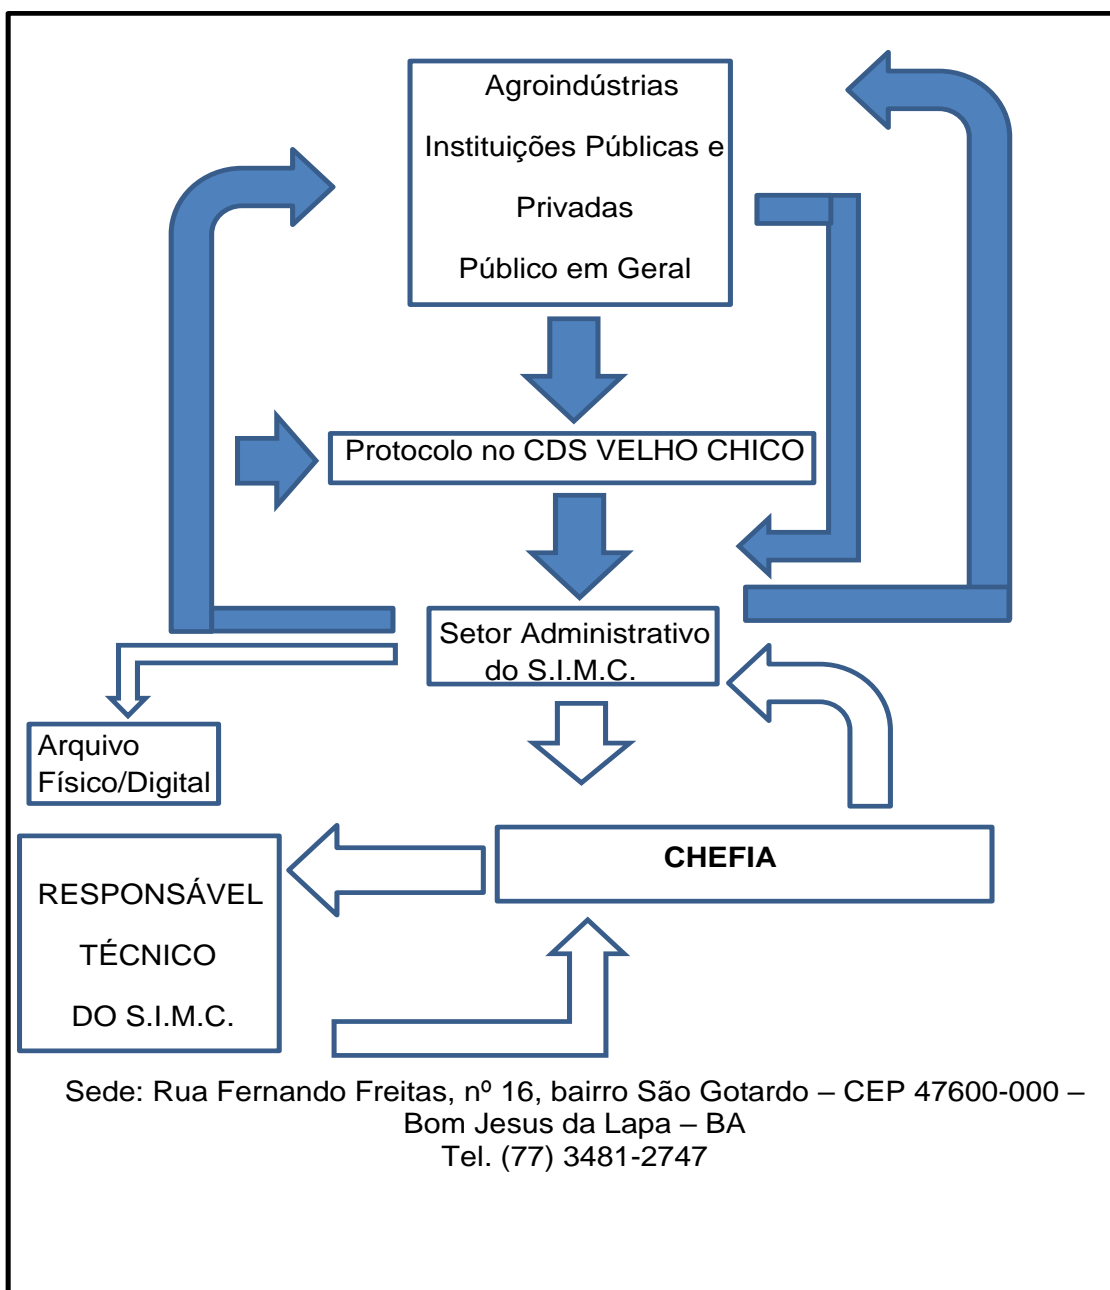 Agroindústrias
Instituições Públicas e
Privadas
Público em Geral
Protocolo no CDS VELHO CHICO
Setor Administrativo
do S.I.M.C.
Arquivo
Físico/Digital
CHEFIA
RESPONSÁVEL
TÉCNICO
DO S.I.M.C.
Sede: Rua Fernando Freitas, nº 16, bairro São Gotardo – CEP 47600-000 –
Bom Jesus da Lapa – BA
Tel. (77) 3481-2747